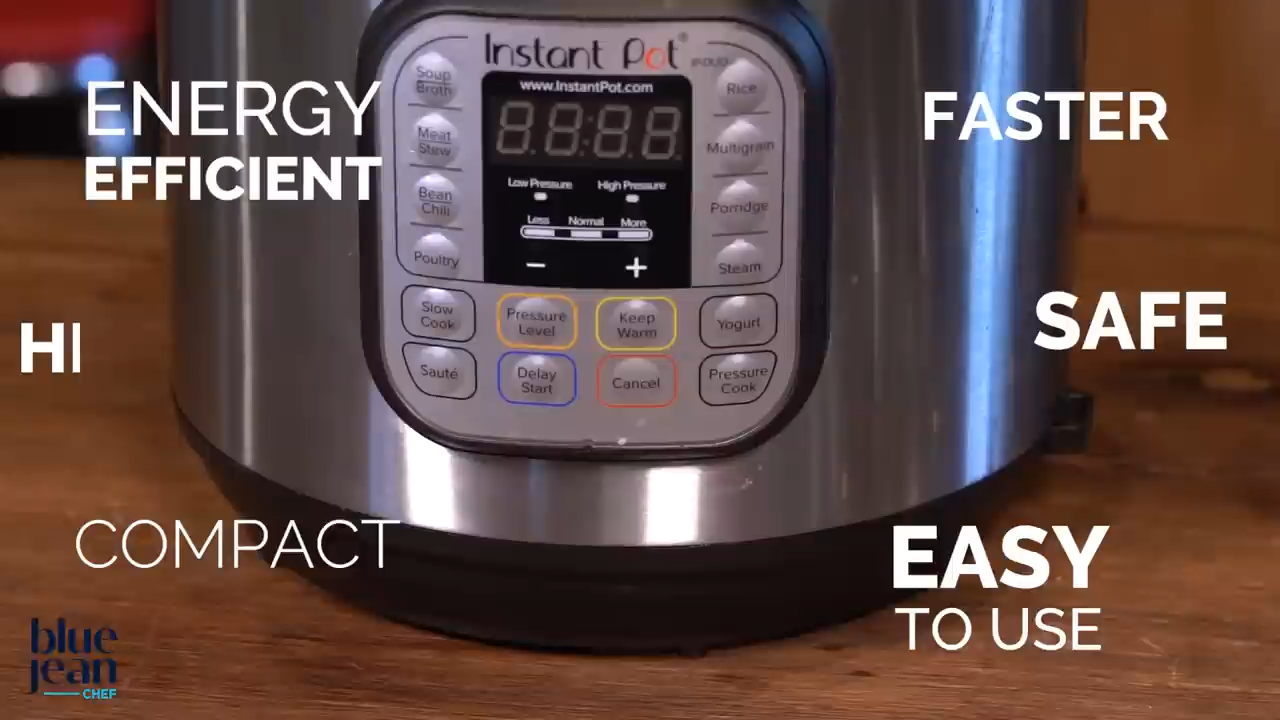 ENERGY
EFFICIENT
HI
COMPACT
FASTER
SAFE
EASY
TO USE
Instant Pot®
www.InstantPot.com
88:88
Low Pressure High Pressure
Less Normal More
− +
Soup
Broth
Meat
Stew
Bean
Chili
Poultry
Slow
Cook
Sauté
Pressure
Level
Keep
Warm
Delay
Start
Cancel
Rice
Multigrain
Porridge
Steam
Yogurt
Pressure
Cook
blue
jean
CHEF